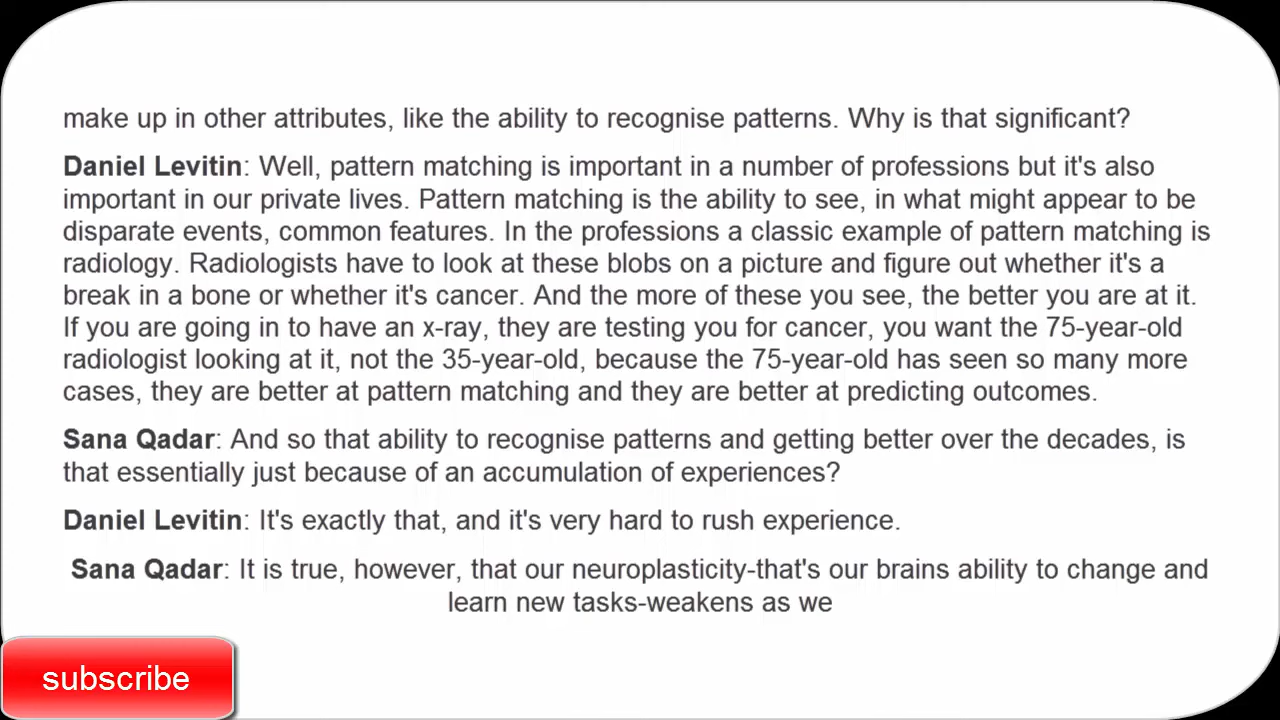 make up in other attributes, like the ability to recognise patterns. Why is that significant?
Daniel Levitin: Well, pattern matching is important in a number of professions but it's also
important in our private lives. Pattern matching is the ability to see, in what might appear to be
disparate events, common features. In the professions a classic example of pattern matching is
radiology. Radiologists have to look at these blobs on a picture and figure out whether it's a
break in a bone or whether it's cancer. And the more of these you see, the better you are at it.
If you are going in to have an x-ray, they are testing you for cancer, you want the 75-year-old
radiologist looking at it, not the 35-year-old, because the 75-year-old has seen so many more
cases, they are better at pattern matching and they are better at predicting outcomes.
Sana Qadar: And so that ability to recognise patterns and getting better over the decades, is
that essentially just because of an accumulation of experiences?
Daniel Levitin: It's exactly that, and it's very hard to rush experience.
Sana Qadar: It is true, however, that our neuroplasticity-that's our brains ability to change and
learn new tasks-weakens as we
subscribe